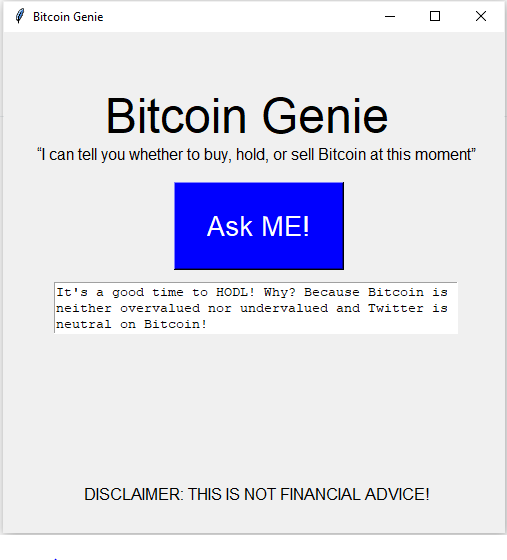 Bitcoin Genie
Bitcoin Genie
“I can tell you whether to buy, hold, or sell Bitcoin at this moment”
Ask ME!
It's a good time to HODL! Why? Because Bitcoin is
neither overvalued nor undervalued and Twitter is
neutral on Bitcoin!
DISCLAIMER: THIS IS NOT FINANCIAL ADVICE!